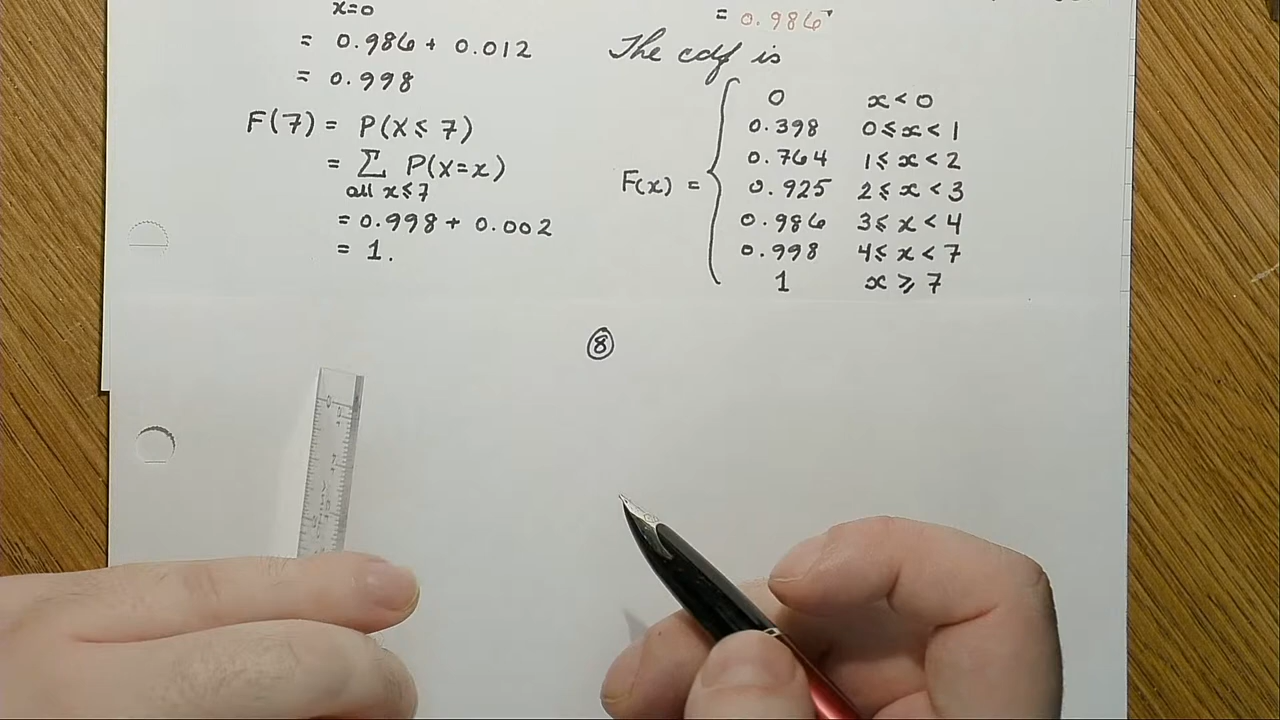 x=0
= 0.986 + 0.012
= 0.998
F(7) = P(X ≤ 7)
= Σ P(X=x)
all x≤7
= 0.998 + 0.002
= 1.
= 0.986
The cdf is
F(x) =
0 x < 0
0.398 0 ≤ x < 1
0.764 1 ≤ x < 2
0.925 2 ≤ x < 3
0.986 3 ≤ x < 4
0.998 4 ≤ x < 7
1 x ≥ 7
8